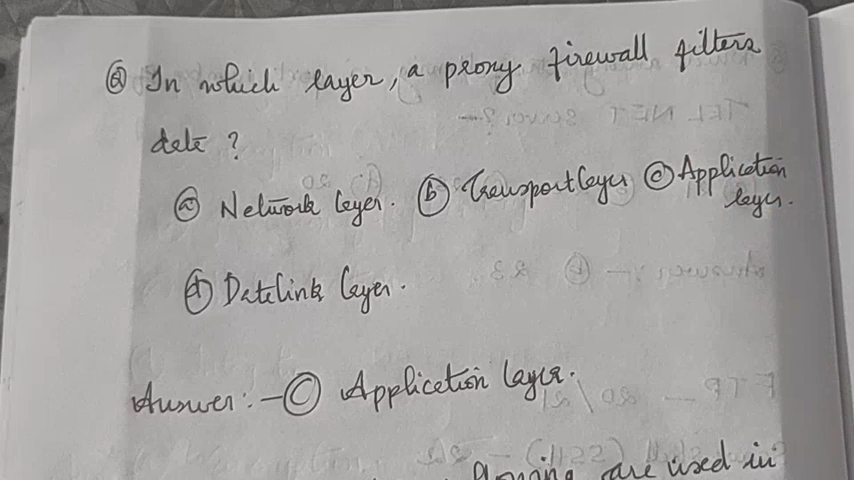 Q In which layer, a proxy firewall filters
data ?
a Network layer. b Transport layer c Application
layer.
d Datalink layer.
Answer :- C Application layer.
are used in